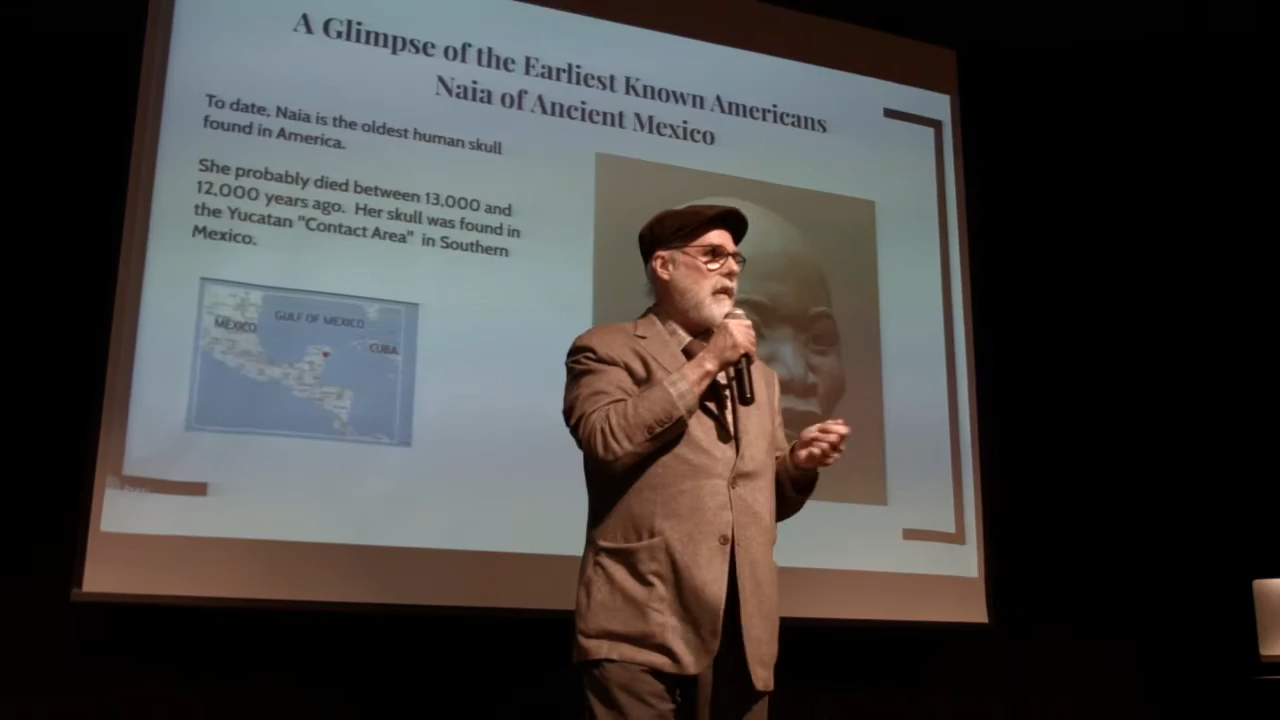 A Glimpse of the Earliest Known Americans
Naia of Ancient Mexico
To date, Naia is the oldest human skull
found in America.
She probably died between 13,000 and
12,000 years ago. Her skull was found in
the Yucatan "Contact Area" in Southern
Mexico.
GULF OF MEXICO
MEXICO
CUBA